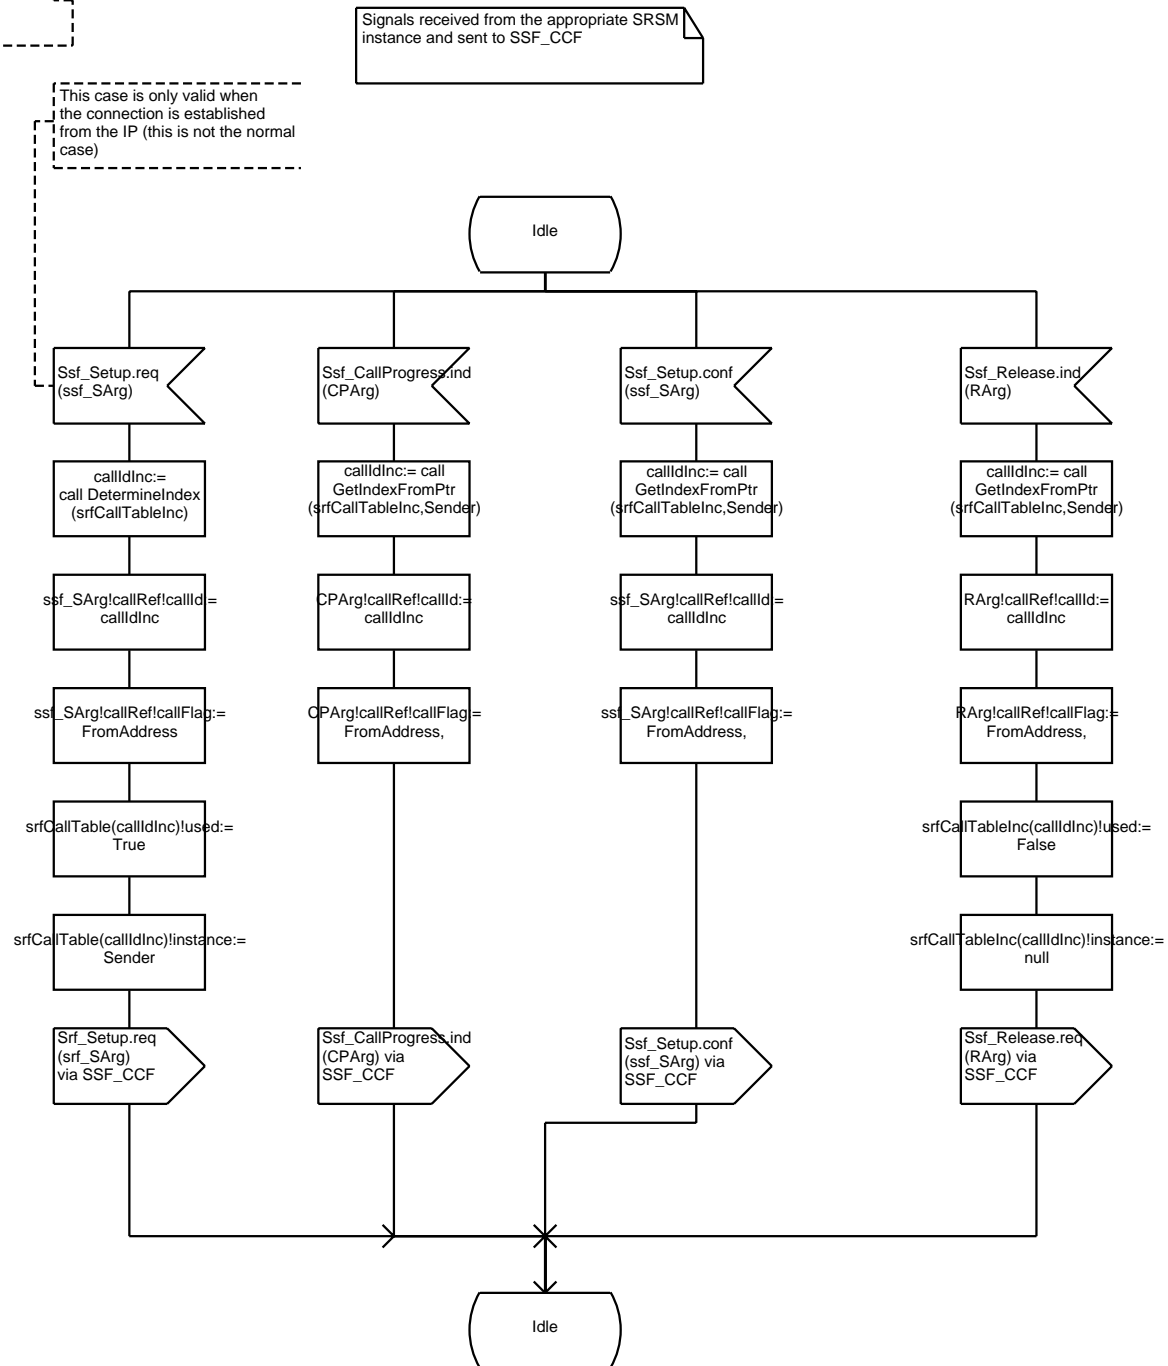 Signals received from the appropriate SRSM
instance and sent to SSF_CCF
This case is only valid when
the connection is established
from the IP (this is not the normal
case)
Idle
Ssf_Setup.req
(ssf_SArg)
callIdInc:=
call DetermineIndex
(srfCallTableInc)
ssf_SArg!callRef!callId:=
callIdInc
ssf_SArg!callRef!callFlag:=
FromAddress
srfCallTable(callIdInc)!used:=
True
srfCallTable(callIdInc)!instance:=
Sender
Srf_Setup.req
(srf_SArg)
via SSF_CCF
Ssf_CallProgress.ind
(CPArg)
callIdInc:= call
GetIndexFromPtr
(srfCallTableInc,Sender)
CPArg!callRef!callId:=
callIdInc
CPArg!callRef!callFlag:=
FromAddress,
Ssf_CallProgress.ind
(CPArg) via
SSF_CCF
Ssf_Setup.conf
(ssf_SArg)
callIdInc:= call
GetIndexFromPtr
(srfCallTableInc,Sender)
ssf_SArg!callRef!callId:=
callIdInc
ssf_SArg!callRef!callFlag:=
FromAddress,
Ssf_Setup.conf
(ssf_SArg) via
SSF_CCF
Ssf_Release.ind
(RArg)
callIdInc:= call
GetIndexFromPtr
(srfCallTableInc,Sender)
RArg!callRef!callId:=
callIdInc
RArg!callRef!callFlag:=
FromAddress,
srfCallTableInc(callIdInc)!used:=
False
srfCallTableInc(callIdInc)!instance:=
null
Ssf_Release.req
(RArg) via
SSF_CCF
Idle